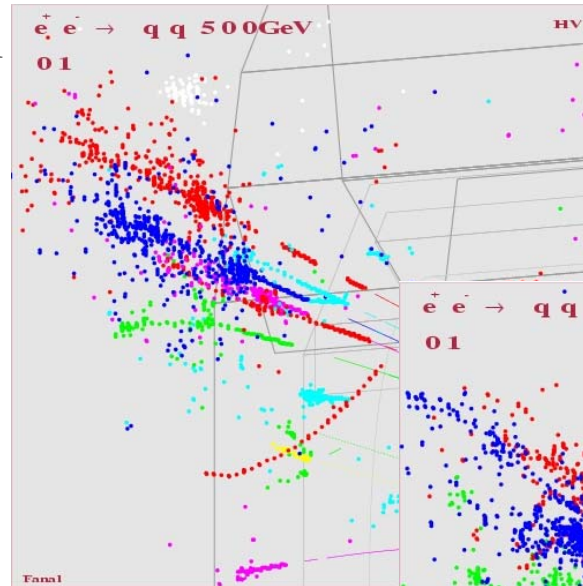 e⁺ e⁻ → q q 500GeV
HV
01
e⁺ e⁻ → q q
01
Fanal